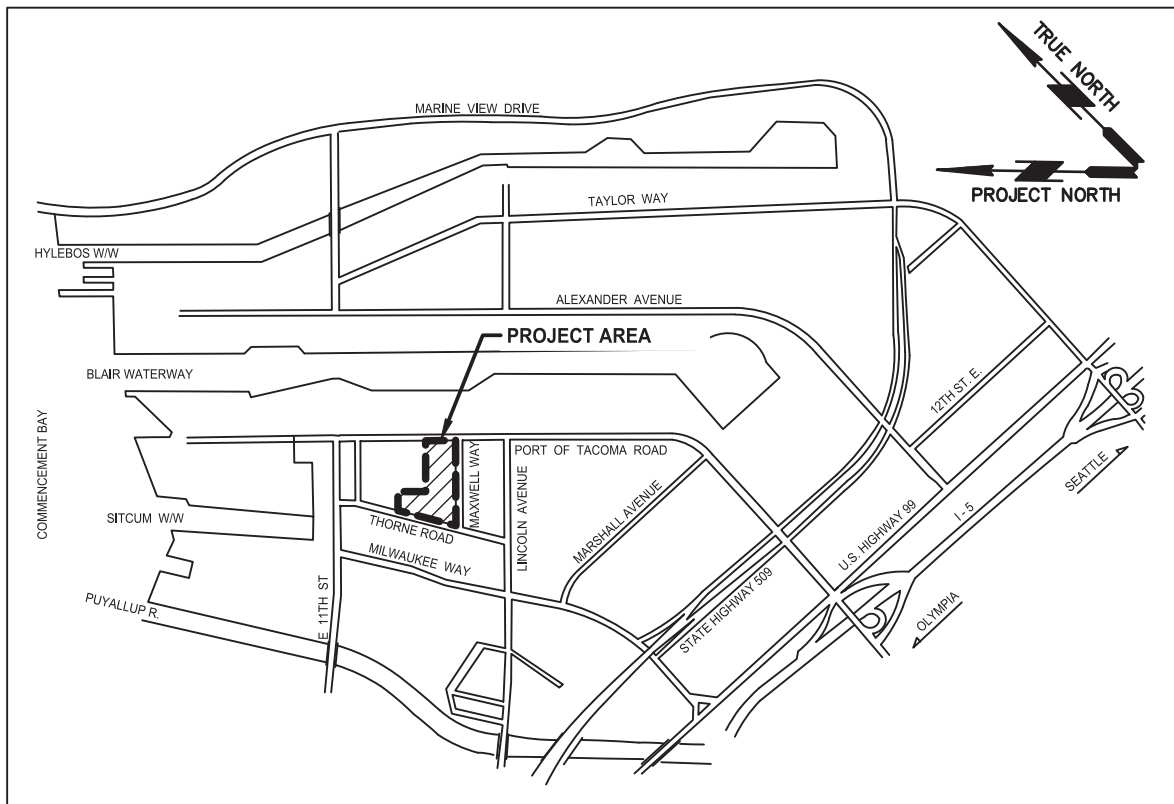 TRUE NORTH
PROJECT NORTH
MARINE VIEW DRIVE
TAYLOR WAY
HYLEBOS W/W
ALEXANDER AVENUE
PROJECT AREA
BLAIR WATERWAY
12TH ST. E.
COMMENCEMENT BAY
PORT OF TACOMA ROAD
MAXWELL WAY
LINCOLN AVENUE
MARSHALL AVENUE
SEATTLE
U.S. HIGHWAY 99
I - 5
SITCUM W/W
THORNE ROAD
MILWAUKEE WAY
STATE HIGHWAY 509
OLYMPIA
PUYALLUP R.
E 11TH ST